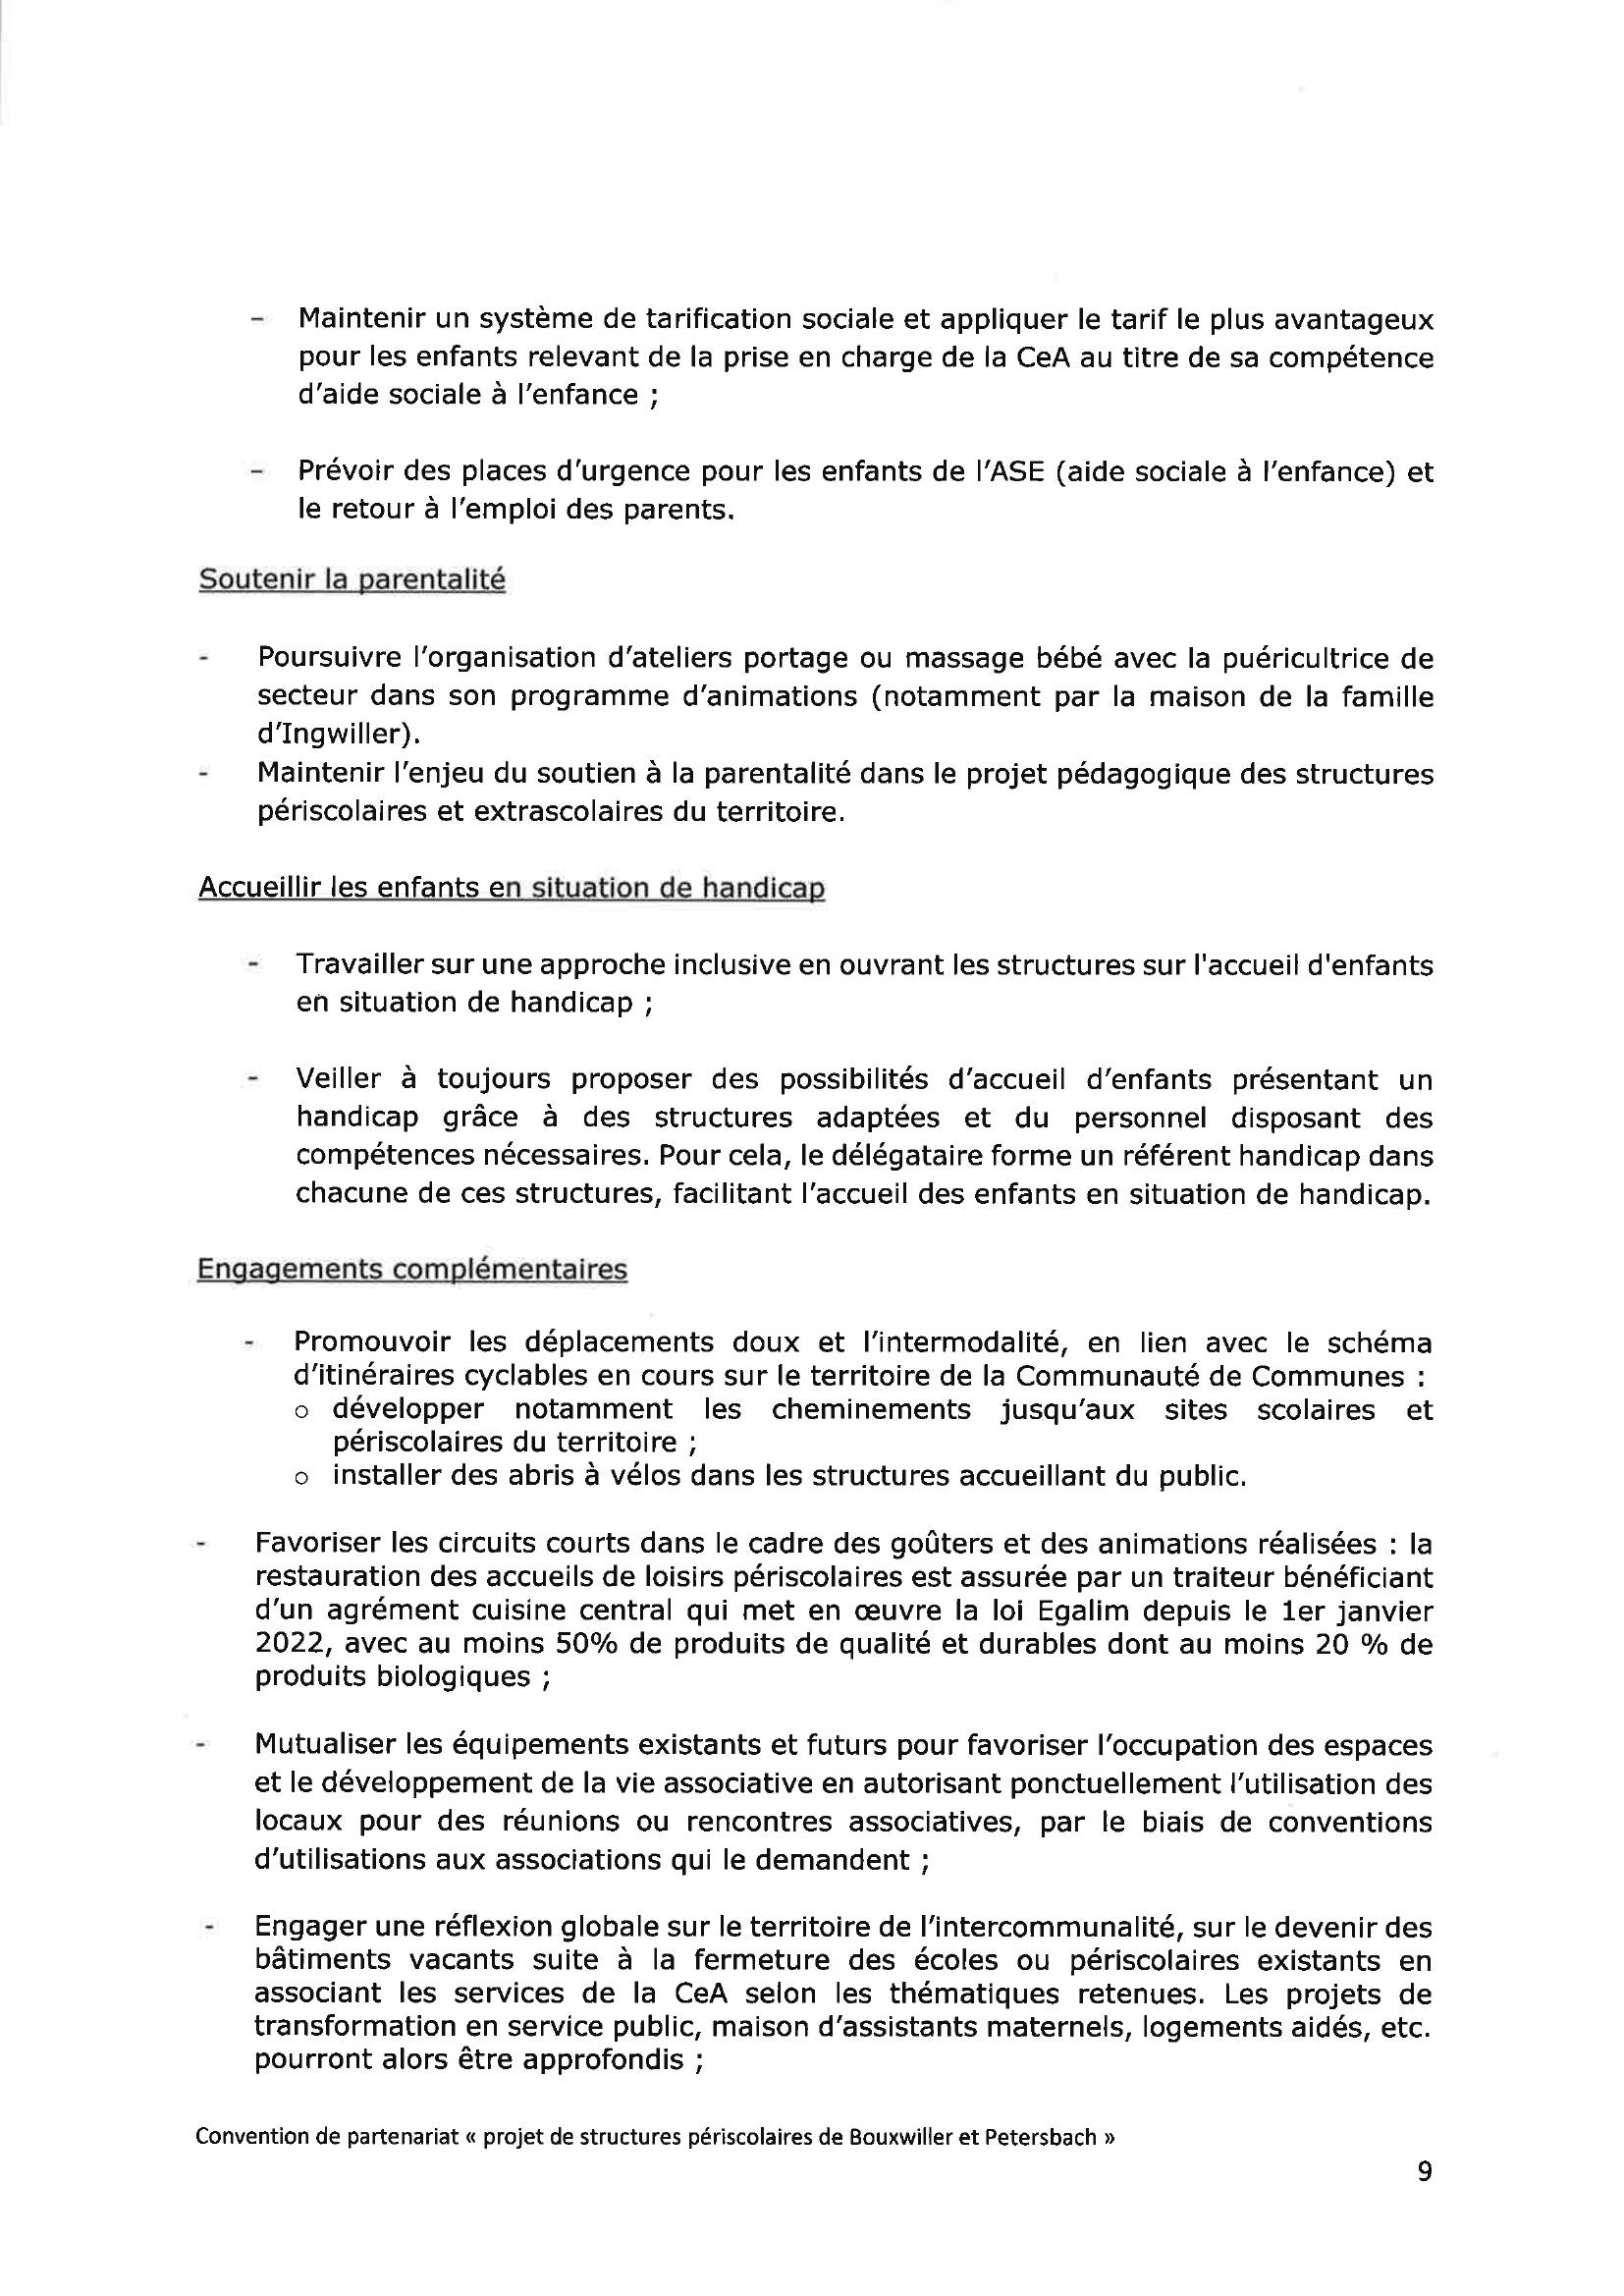 - Maintenir un système de tarification sociale et appliquer le tarif le plus avantageux
pour les enfants relevant de la prise en charge de la CeA au titre de sa compétence
d'aide sociale à l'enfance ;
- Prévoir des places d'urgence pour les enfants de l'ASE (aide sociale à l'enfance) et
le retour à l'emploi des parents.
Soutenir la parentalité
- Poursuivre l'organisation d'ateliers portage ou massage bébé avec la puéricultrice de
secteur dans son programme d'animations (notamment par la maison de la famille
d'Ingwiller).
- Maintenir l'enjeu du soutien à la parentalité dans le projet pédagogique des structures
périscolaires et extrascolaires du territoire.
Accueillir les enfants en situation de handicap
- Travailler sur une approche inclusive en ouvrant les structures sur l'accueil d'enfants
en situation de handicap ;
- Veiller à toujours proposer des possibilités d'accueil d'enfants présentant un
handicap grâce à des structures adaptées et du personnel disposant des
compétences nécessaires. Pour cela, le délégataire forme un référent handicap dans
chacune de ces structures, facilitant l'accueil des enfants en situation de handicap.
Engagements complémentaires
- Promouvoir les déplacements doux et l'intermodalité, en lien avec le schéma
d'itinéraires cyclables en cours sur le territoire de la Communauté de Communes :
o développer notamment les cheminements jusqu'aux sites scolaires et
périscolaires du territoire ;
o installer des abris à vélos dans les structures accueillant du public.
- Favoriser les circuits courts dans le cadre des goûters et des animations réalisées : la
restauration des accueils de loisirs périscolaires est assurée par un traiteur bénéficiant
d'un agrément cuisine central qui met en œuvre la loi Egalim depuis le 1er janvier
2022, avec au moins 50% de produits de qualité et durables dont au moins 20 % de
produits biologiques ;
- Mutualiser les équipements existants et futurs pour favoriser l'occupation des espaces
et le développement de la vie associative en autorisant ponctuellement l'utilisation des
locaux pour des réunions ou rencontres associatives, par le biais de conventions
d'utilisations aux associations qui le demandent ;
- Engager une réflexion globale sur le territoire de l'intercommunalité, sur le devenir des
bâtiments vacants suite à la fermeture des écoles ou périscolaires existants en
associant les services de la CeA selon les thématiques retenues. Les projets de
transformation en service public, maison d'assistants maternels, logements aidés, etc.
pourront alors être approfondis ;
Convention de partenariat « projet de structures périscolaires de Bouxwiller et Petersbach »
9